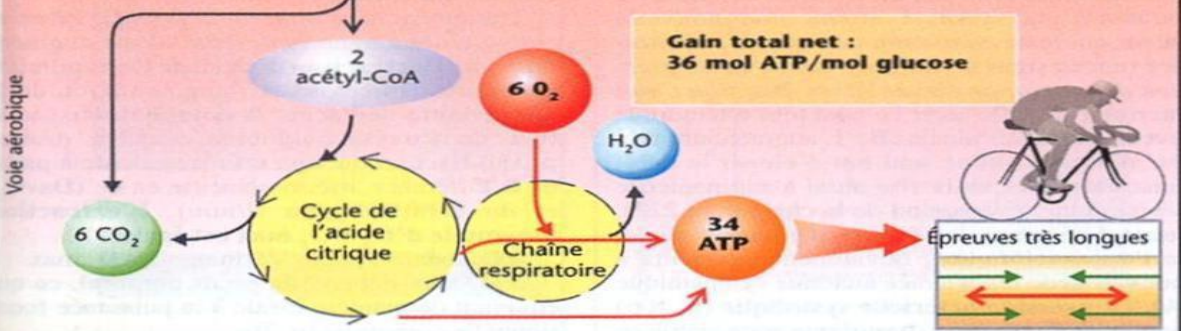 Voie aérobique
2
acétyl-CoA
6 O₂
Gain total net :
36 mol ATP/mol glucose
H₂O
6 CO₂
Cycle de
l'acide
citrique
Chaîne
respiratoire
34
ATP
Épreuves très longues